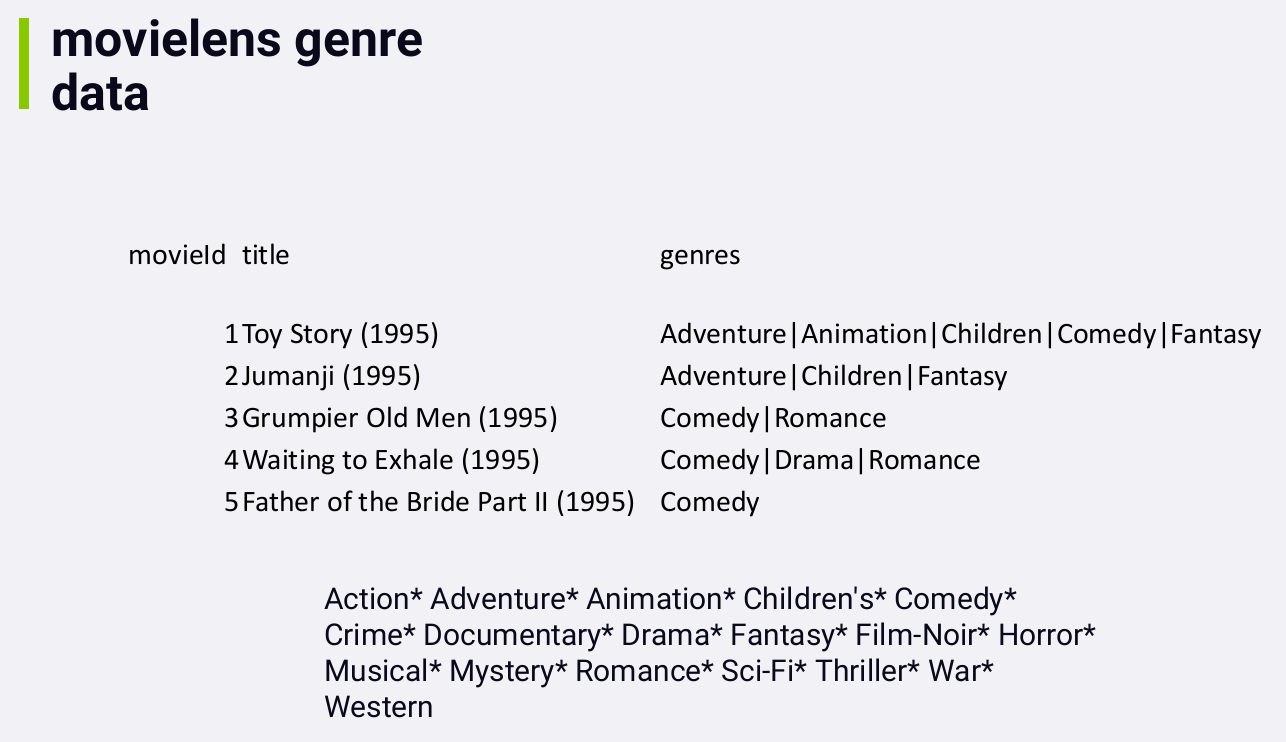 movielens genre
data
movieId title genres
1 Toy Story (1995) Adventure|Animation|Children|Comedy|Fantasy
2 Jumanji (1995) Adventure|Children|Fantasy
3 Grumpier Old Men (1995) Comedy|Romance
4 Waiting to Exhale (1995) Comedy|Drama|Romance
5 Father of the Bride Part II (1995) Comedy
Action* Adventure* Animation* Children's* Comedy*
Crime* Documentary* Drama* Fantasy* Film-Noir* Horror*
Musical* Mystery* Romance* Sci-Fi* Thriller* War*
Western